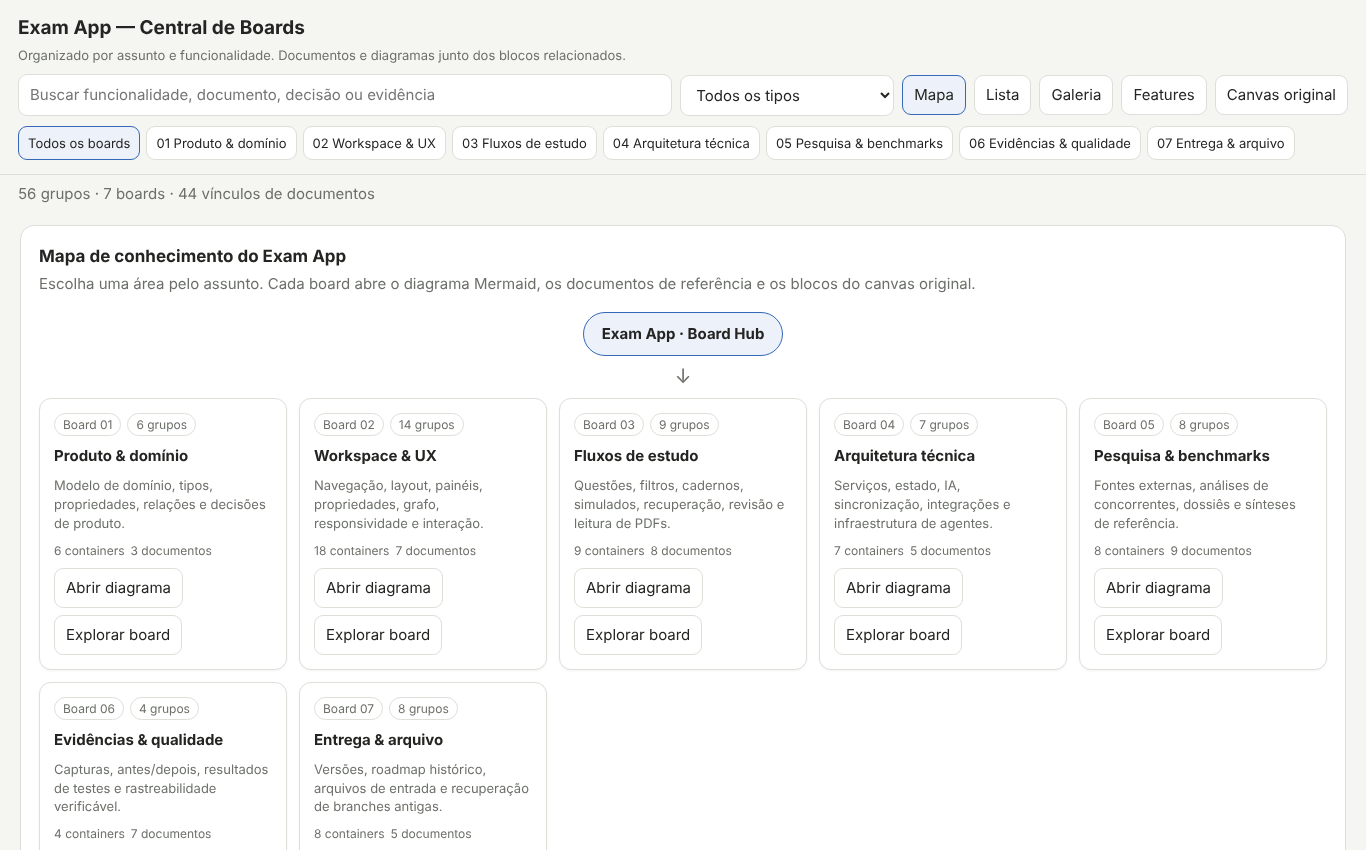 Exam App — Central de Boards
Organizado por assunto e funcionalidade. Documentos e diagramas junto dos blocos relacionados.
Buscar funcionalidade, documento, decisão ou evidência
Todos os tipos
Mapa
Lista
Galeria
Features
Canvas original
Todos os boards
01 Produto & domínio
02 Workspace & UX
03 Fluxos de estudo
04 Arquitetura técnica
05 Pesquisa & benchmarks
06 Evidências & qualidade
07 Entrega & arquivo
56 grupos · 7 boards · 44 vínculos de documentos
Mapa de conhecimento do Exam App
Escolha uma área pelo assunto. Cada board abre o diagrama Mermaid, os documentos de referência e os blocos do canvas original.
Exam App · Board Hub
↓
Board 01
6 grupos
Produto & domínio
Modelo de domínio, tipos,
propriedades, relações e decisões
de produto.
6 containers 3 documentos
Abrir diagrama
Explorar board
Board 02
14 grupos
Workspace & UX
Navegação, layout, painéis,
propriedades, grafo,
responsividade e interação.
18 containers 7 documentos
Abrir diagrama
Explorar board
Board 03
9 grupos
Fluxos de estudo
Questões, filtros, cadernos,
simulados, recuperação, revisão e
leitura de PDFs.
9 containers 8 documentos
Abrir diagrama
Explorar board
Board 04
7 grupos
Arquitetura técnica
Serviços, estado, IA,
sincronização, integrações e
infraestrutura de agentes.
7 containers 5 documentos
Abrir diagrama
Explorar board
Board 05
8 grupos
Pesquisa & benchmarks
Fontes externas, análises de
concorrentes, dossiês e sínteses
de referência.
8 containers 9 documentos
Abrir diagrama
Explorar board
Board 06
4 grupos
Evidências & qualidade
Capturas, antes/depois, resultados
de testes e rastreabilidade
verificável.
4 containers 7 documentos
Board 07
8 grupos
Entrega & arquivo
Versões, roadmap histórico,
arquivos de entrada e recuperação
de branches antigas.
8 containers 5 documentos